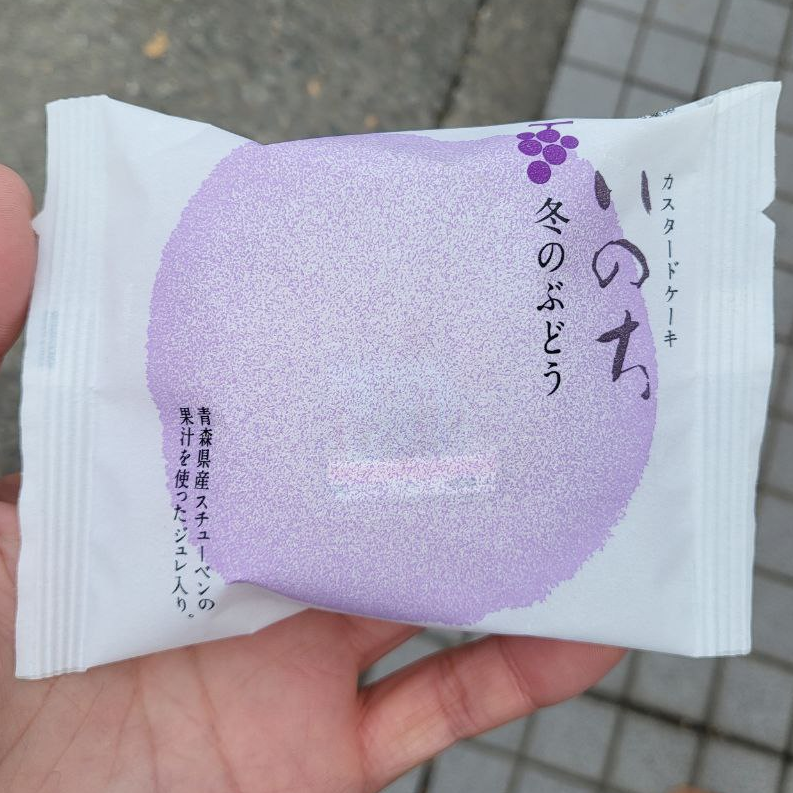 カスタードケーキ
いのち
冬のぶどう
青森県産スチューベンの
果汁を使ったジュレ入り。